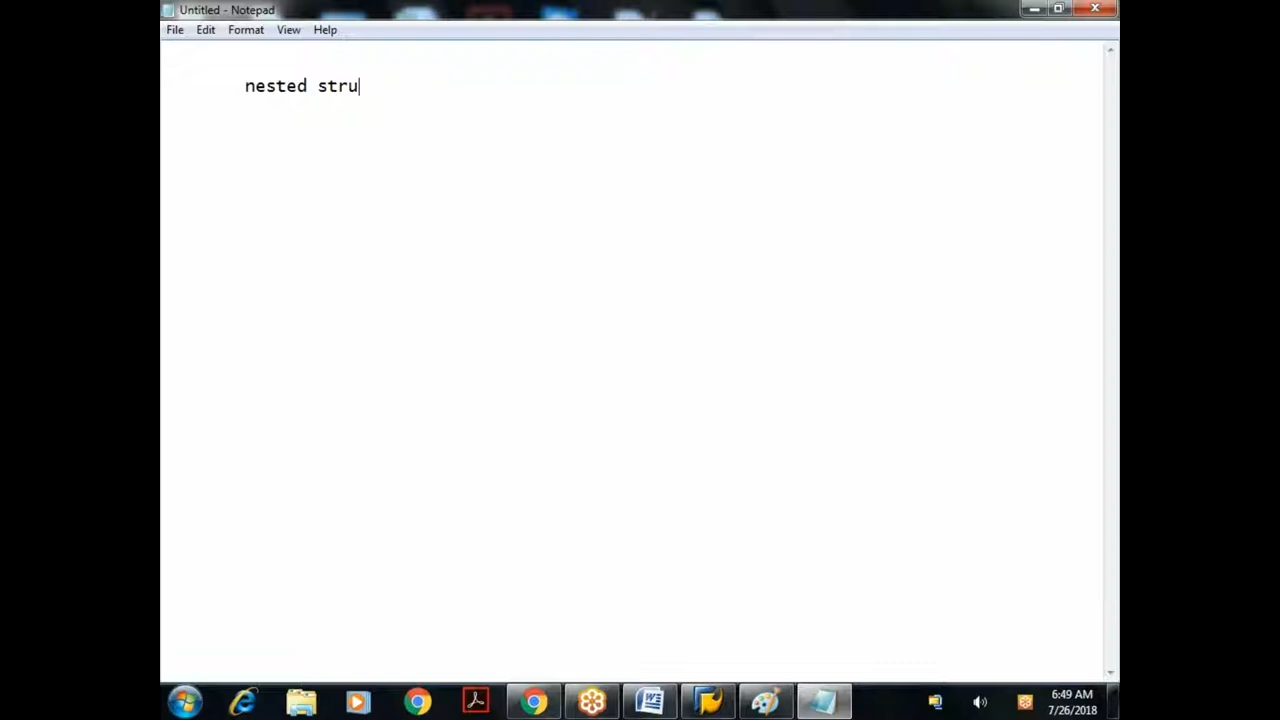 Untitled - Notepad
File Edit Format View Help
nested stru
6:49 AM
7/26/2018